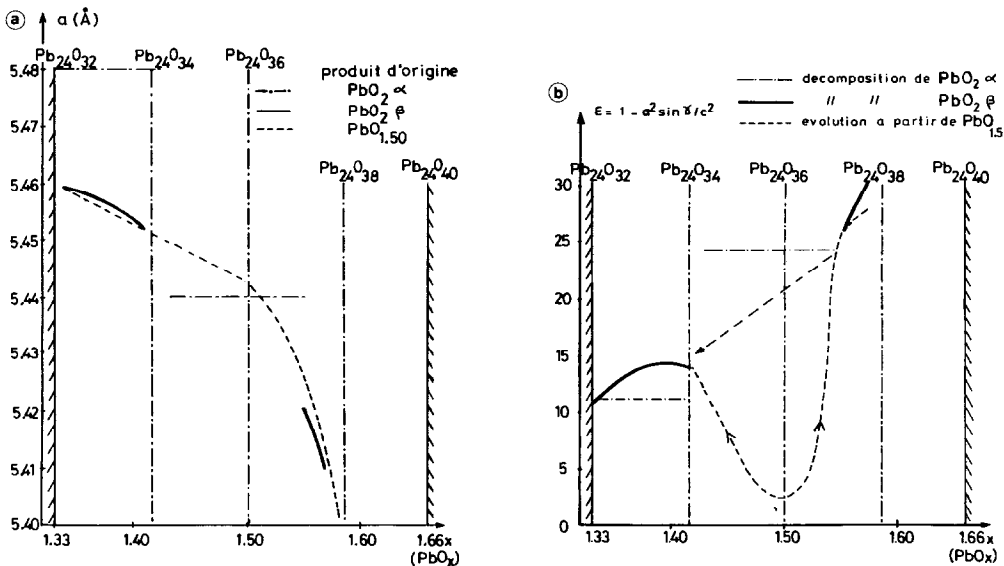 a
a (Å)
Pb24O32 Pb24O34 Pb24O36
produit d'origine
PbO2 α
PbO2 β
PbO1.50
Pb24O38 Pb24O40
5.48
5.47
5.46
5.45
5.44
5.43
5.42
5.41
5.40
1.33 1.40 1.50 1.60 1.66x
(PbOx)
b
ε = 1 - a² sin γ/c²
decomposition de PbO2 α
" " PbO2 β
evolution a partir de PbO1.5
Pb24O32 Pb24O34 Pb24O36 Pb24O38 Pb24O40
30
25
20
15
10
5
0
1.33 1.40 1.50 1.60 1.66x
(PbOx)